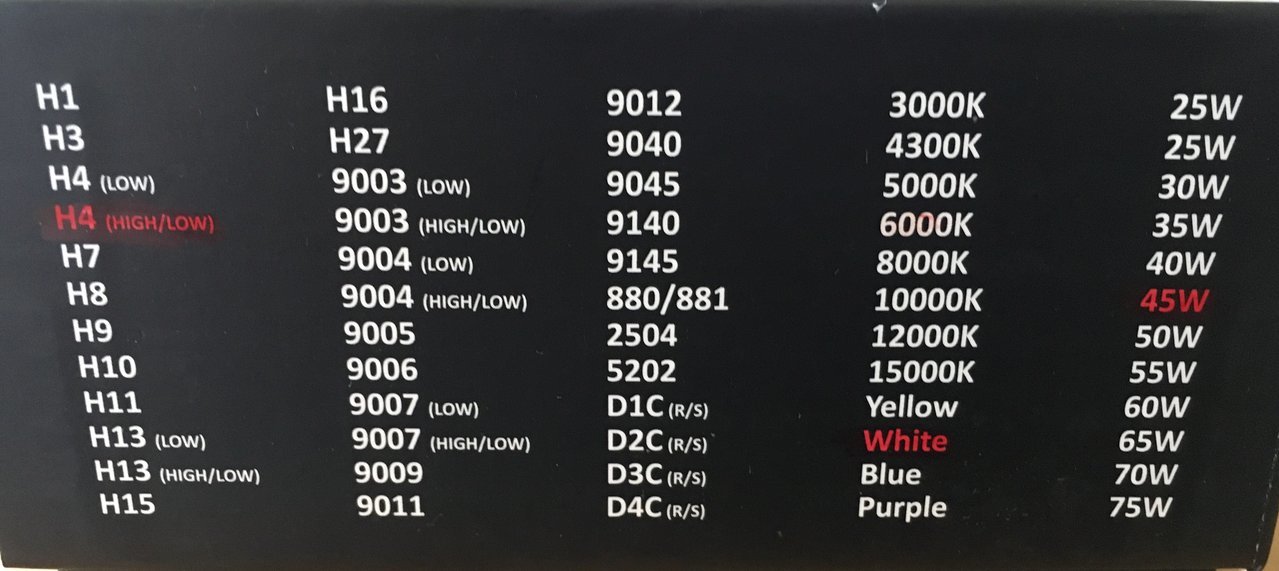 H1 H16 9012 3000K 25W
H3 H27 9040 4300K 25W
H4 (LOW) 9003 (LOW) 9045 5000K 30W
H4 (HIGH/LOW) 9003 (HIGH/LOW) 9140 6000K 35W
H7 9004 (LOW) 9145 8000K 40W
H8 9004 (HIGH/LOW) 880/881 10000K 45W
H9 9005 2504 12000K 50W
H10 9006 5202 15000K 55W
H11 9007 (LOW) D1C (R/S) Yellow 60W
H13 (LOW) 9007 (HIGH/LOW) D2C (R/S) White 65W
H13 (HIGH/LOW) 9009 D3C (R/S) Blue 70W
H15 9011 D4C (R/S) Purple 75W